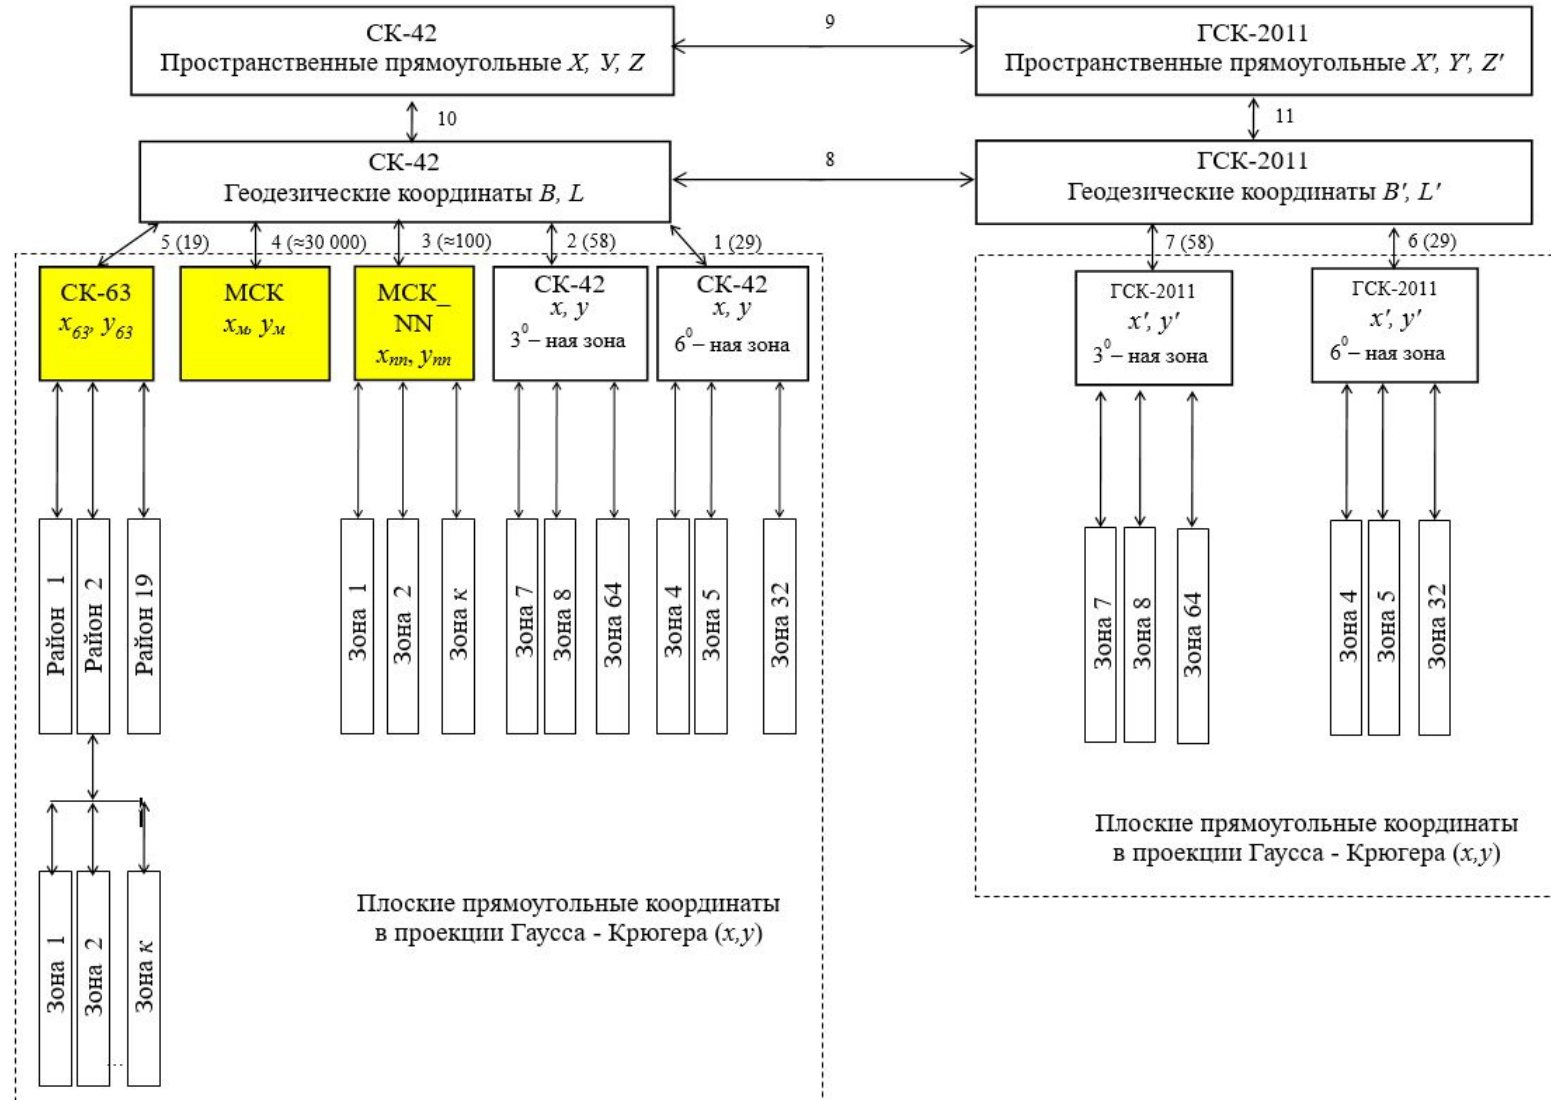 СК-42
Пространственные прямоугольные X, У, Z
9
ГСК-2011
Пространственные прямоугольные X', Y', Z'
10
11
СК-42
Геодезические координаты B, L
8
ГСК-2011
Геодезические координаты B', L'
5 (19)
4 (≈30 000)
3 (≈100)
2 (58)
1 (29)
7 (58)
6 (29)
СК-63
x63, y63
МСК
xм, yм
МСК_
NN
xnn, ynn
СК-42
x, y
3⁰– ная зона
СК-42
x, y
6⁰– ная зона
ГСК-2011
x', y'
3⁰– ная зона
ГСК-2011
x', y'
6⁰– ная зона
Район 1
Район 2
Район 19
Зона 1
Зона 2
Зона к
Зона 7
Зона 8
Зона 64
Зона 4
Зона 5
Зона 32
Зона 7
Зона 8
Зона 64
Зона 4
Зона 5
Зона 32
Плоские прямоугольные координаты
в проекции Гаусса - Крюгера (x,y)
Плоские прямоугольные координаты
в проекции Гаусса - Крюгера (x,y)
Зона 1
Зона 2
...
Зона к